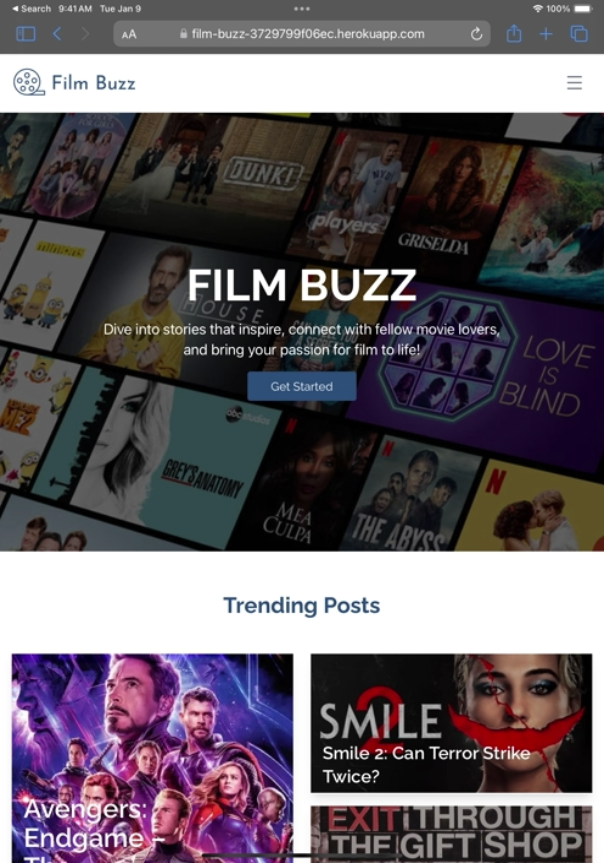 Search 9:41 AM Tue Jan 9
100%
AA
film-buzz-3729799f06ec.herokuapp.com
Film Buzz
DUNKI
players
GRISELDA
minions
HOUSE
FILM BUZZ
Dive into stories that inspire, connect with fellow movie lovers,
and bring your passion for film to life!
Get Started
LOVE
IS
BLIND
abc studios
GREY'S ANATOMY
MEA
CULPA
THE ABYSS
N
Trending Posts
SMILE
2
Smile 2: Can Terror Strike
Twice?
Avengers:
Endgame –
EXIT THROUGH
THE GIFT SHOP